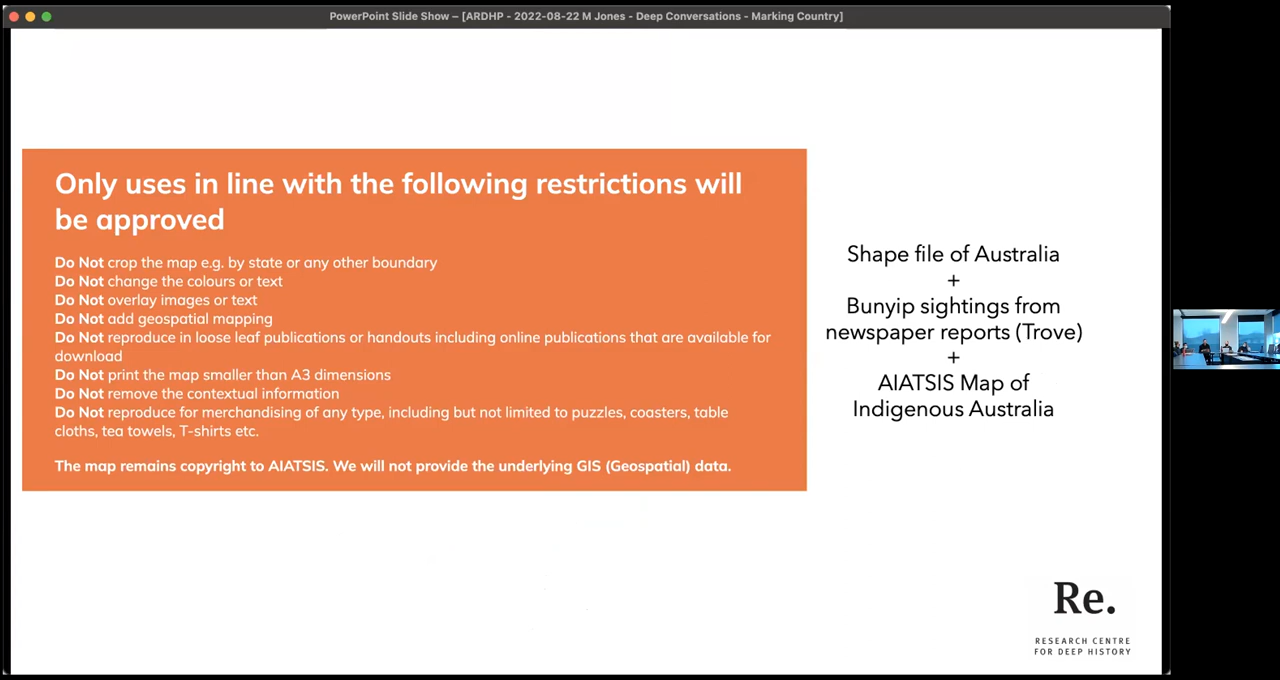 PowerPoint Slide Show – [ARDHP - 2022-08-22 M Jones - Deep Conversations - Marking Country]
Only uses in line with the following restrictions will
be approved
Do Not crop the map e.g. by state or any other boundary
Do Not change the colours or text
Do Not overlay images or text
Do Not add geospatial mapping
Do Not reproduce in loose leaf publications or handouts including online publications that are available for
download
Do Not print the map smaller than A3 dimensions
Do Not remove the contextual information
Do Not reproduce for merchandising of any type, including but not limited to puzzles, coasters, table
cloths, tea towels, T-shirts etc.
The map remains copyright to AIATSIS. We will not provide the underlying GIS (Geospatial) data.
Shape file of Australia
+
Bunyip sightings from
newspaper reports (Trove)
+
AIATSIS Map of
Indigenous Australia
Re.
RESEARCH CENTRE
FOR DEEP HISTORY